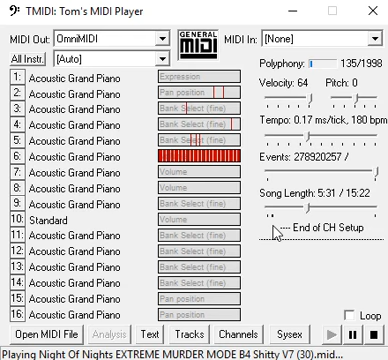 TMIDI: Tom's MIDI Player
MIDI Out: OmniMIDI
GENERAL MIDI
MIDI In: [None]
All Instr. [Auto]
Polyphony: 135/1998
Velocity: 64 Pitch: 0
Tempo: 0.17 ms/tick, 180 bpm
Events: 278920257 /
Song Length: 5:31 / 15:22
---- End of CH Setup
1: Acoustic Grand Piano Expression
2: Acoustic Grand Piano Pan position
3: Acoustic Grand Piano Bank Select (fine)
4: Acoustic Grand Piano Bank Select (fine)
5: Acoustic Grand Piano Bank Select (fine)
6: Acoustic Grand Piano
7: Acoustic Grand Piano Volume
8: Acoustic Grand Piano Volume
9: Acoustic Grand Piano Bank Select (fine)
10: Standard Volume
11: Acoustic Grand Piano Bank Select (fine)
12: Acoustic Grand Piano Bank Select (fine)
13: Acoustic Grand Piano Bank Select (fine)
14: Acoustic Grand Piano Bank Select (fine)
15: Acoustic Grand Piano Pan position
16: Acoustic Grand Piano Bank Select (fine)
Loop
Open MIDI File Analysis Text Tracks Channels Sysex
Playing Night Of Nights EXTREME MURDER MODE B4 Shitty V7 (30).mid...